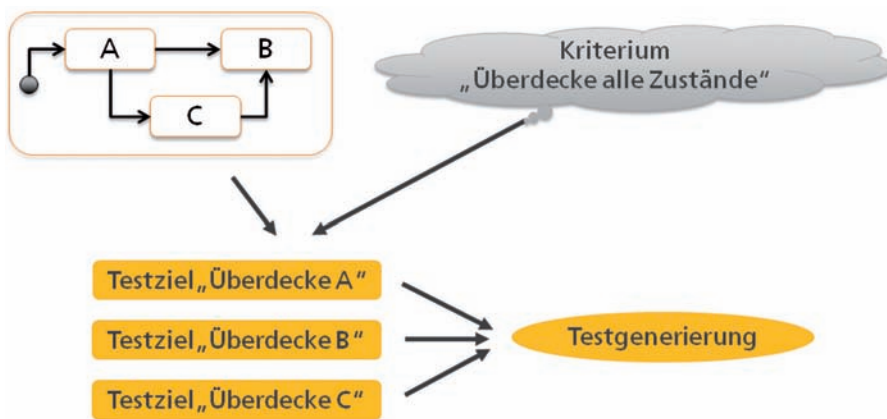 A
B
C
Kriterium
„Überdecke alle Zustände“
Testziel „Überdecke A“
Testziel „Überdecke B“
Testziel „Überdecke C“
Testgenerierung